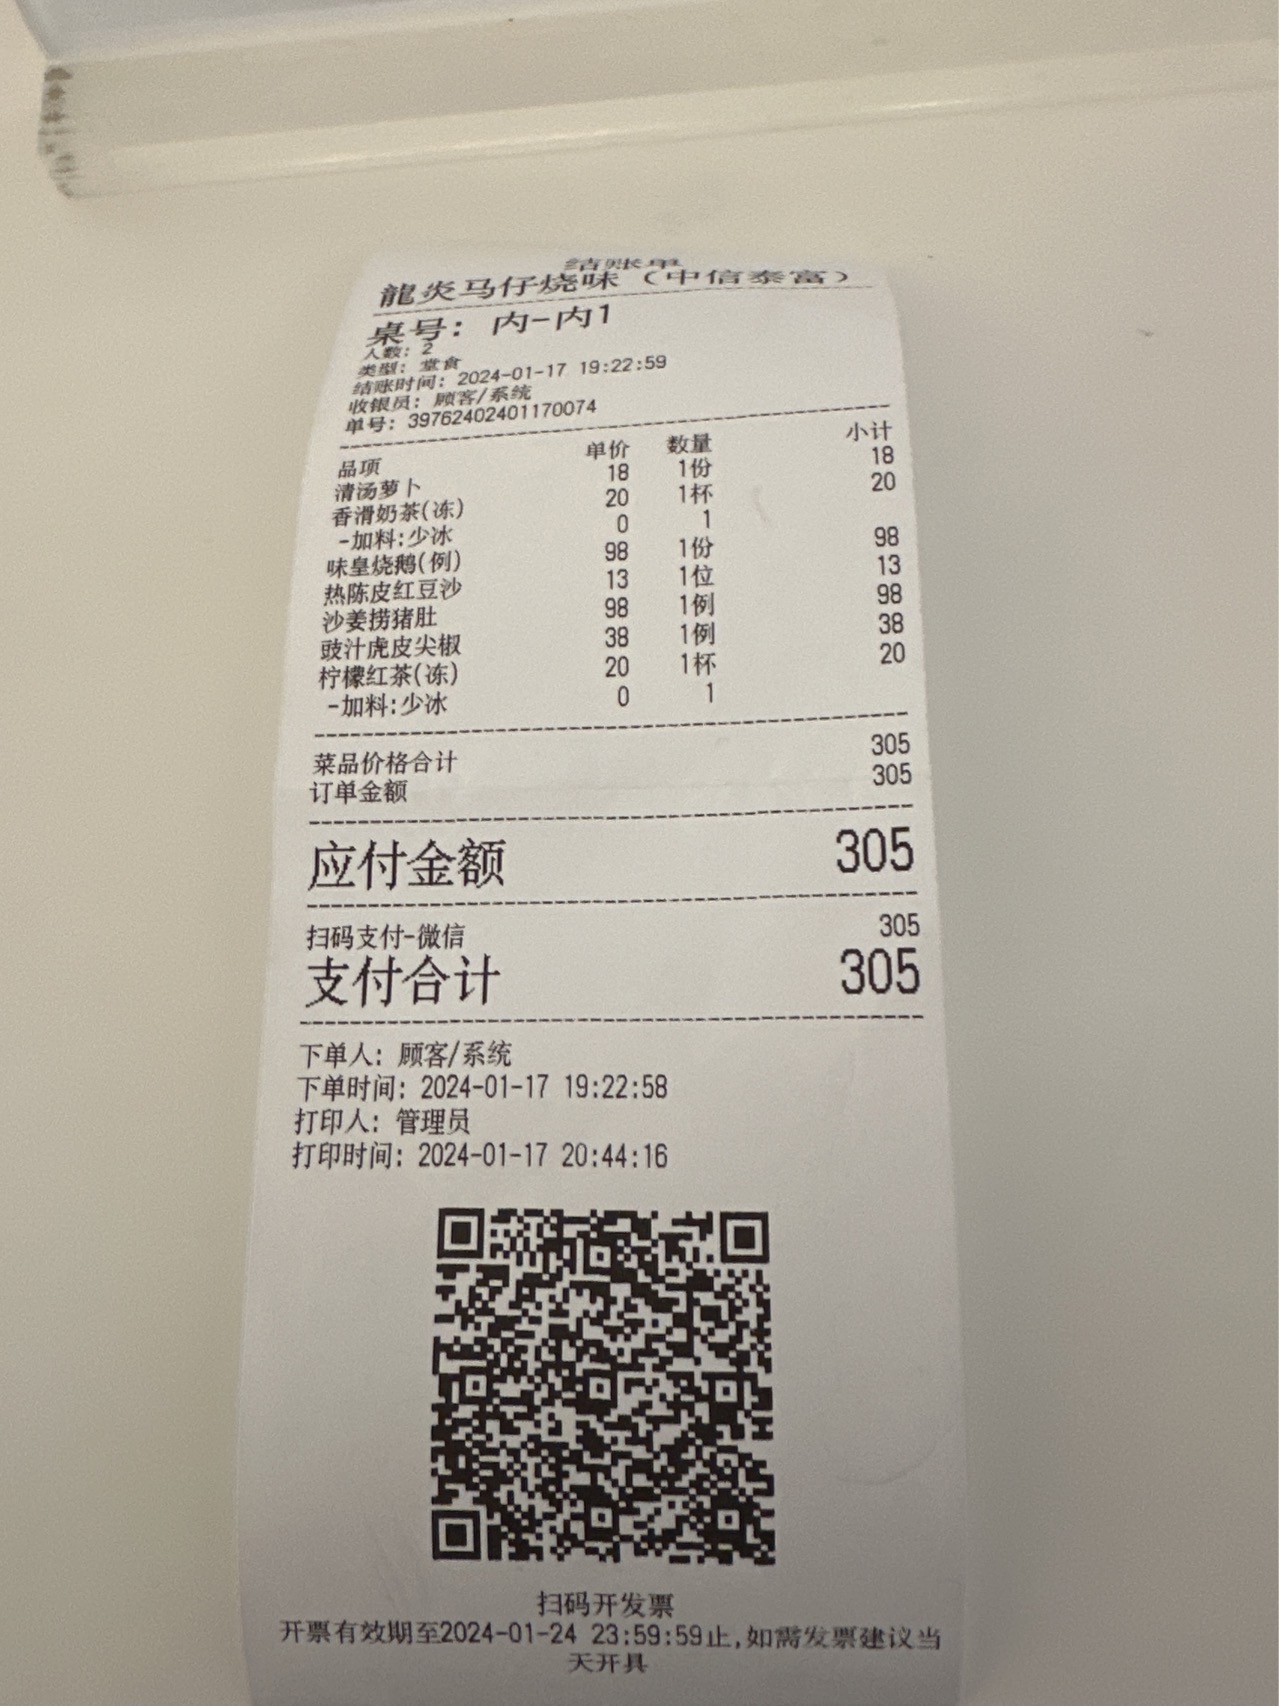 结账单
龍炎马仔烧味（中信泰富）
桌号: 内-内1
人数: 2
类型: 堂食
结账时间: 2024-01-17 19:22:59
收银员: 顾客/系统
单号: 39762402401170074
品项 单价 数量 小计
清汤萝卜 18 1份 18
香滑奶茶(冻) 20 1杯 20
-加料:少冰 0 1
味皇烧鹅(例) 98 1份 98
热陈皮红豆沙 13 1位 13
沙姜捞猪肚 98 1例 98
豉汁虎皮尖椒 38 1例 38
柠檬红茶(冻) 20 1杯 20
-加料:少冰 0 1
菜品价格合计 305
订单金额 305
应付金额 305
扫码支付-微信 305
支付合计 305
下单人: 顾客/系统
下单时间: 2024-01-17 19:22:58
打印人: 管理员
打印时间: 2024-01-17 20:44:16
扫码开发票
开票有效期至2024-01-24 23:59:59止,如需发票建议当
天开具